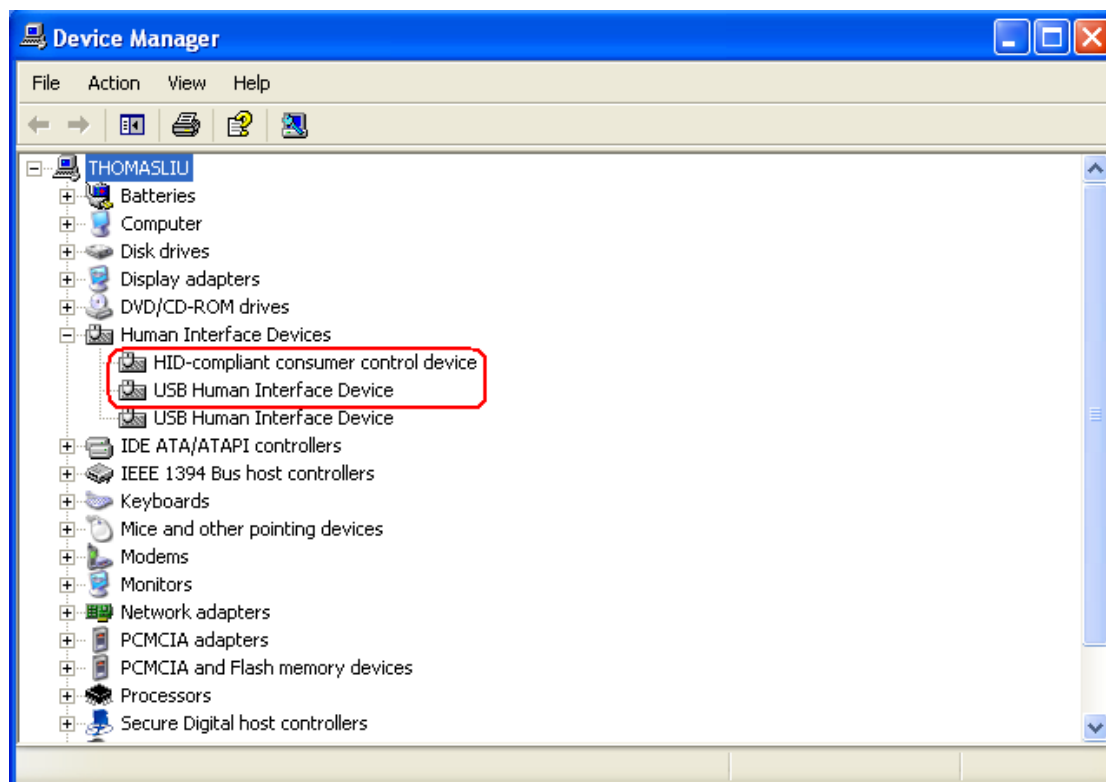 Device Manager
File Action View Help
THOMASLIU
Batteries
Computer
Disk drives
Display adapters
DVD/CD-ROM drives
Human Interface Devices
HID-compliant consumer control device
USB Human Interface Device
USB Human Interface Device
IDE ATA/ATAPI controllers
IEEE 1394 Bus host controllers
Keyboards
Mice and other pointing devices
Modems
Monitors
Network adapters
PCMCIA adapters
PCMCIA and Flash memory devices
Processors
Secure Digital host controllers